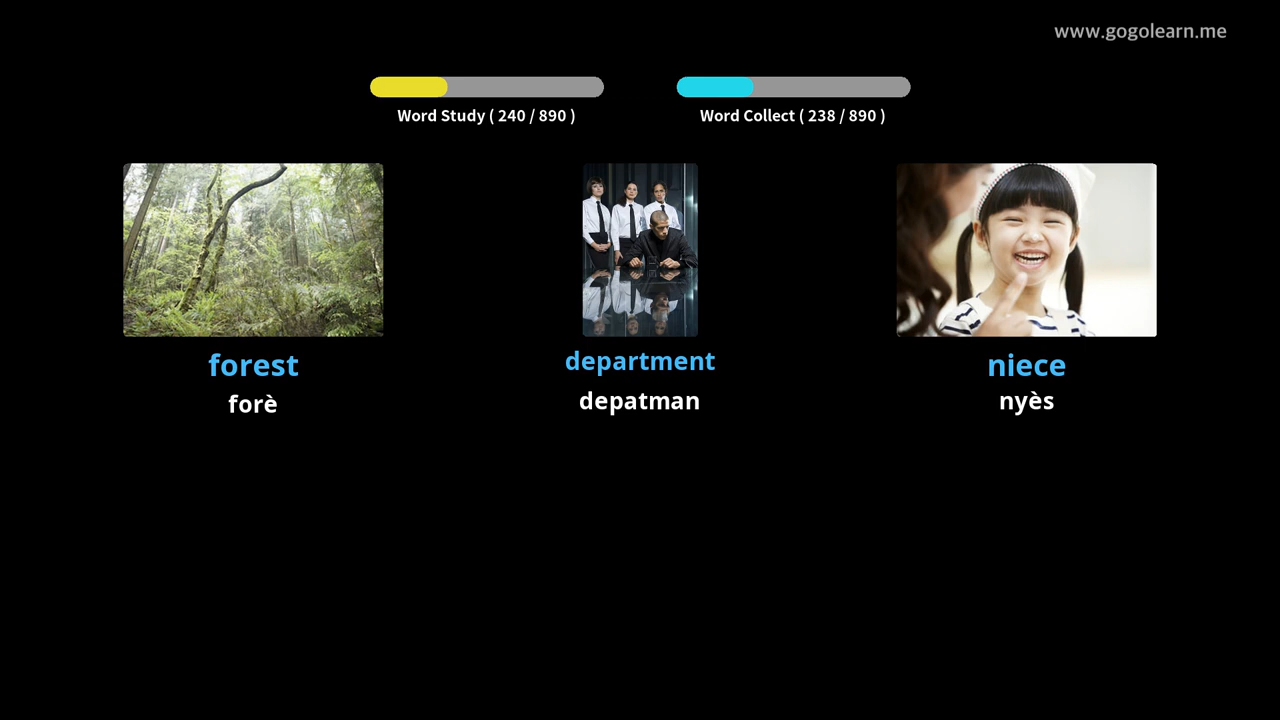 www.gogolearn.me
Word Study ( 240 / 890 )
Word Collect ( 238 / 890 )
forest
forè
department
depatman
niece
nyès